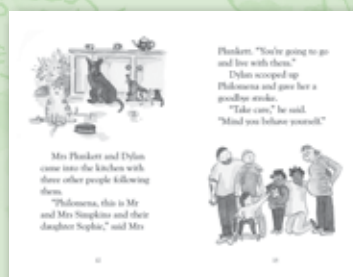 Mrs Plunkett and Dylan
came into the kitchen with
three other people following
them.
"Philomena, this is Mr
and Mrs Simpkins and their
daughter Sophie," said Mrs
Plunkett. "You're going to go
and live with them."
Dylan scooped up
Philomena and gave her a
goodbye stroke.
"Take care," he said.
"Mind you behave yourself."